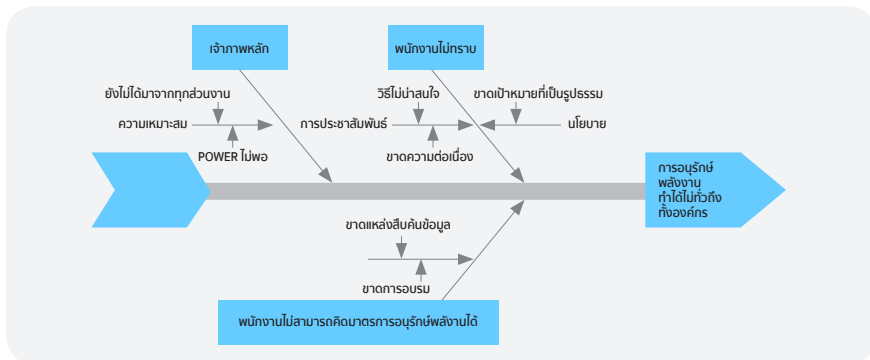 เจ้าภาพหลัก
พนักงานไม่ทราบ
ยังไม่ได้มาจากทุกส่วนงาน
วิธีไม่น่าสนใจ
ขาดเป้าหมายที่เป็นรูปธรรม
ความเหมาะสม
การประชาสัมพันธ์
นโยบาย
POWER ไม่พอ
ขาดความต่อเนื่อง
การอนุรักษ์
พลังงาน
ทำได้ไม่ทั่วถึง
ทั้งองค์กร
ขาดแหล่งสืบค้นข้อมูล
ขาดการอบรม
พนักงานไม่สามารถคิดมาตรการอนุรักษ์พลังงานได้